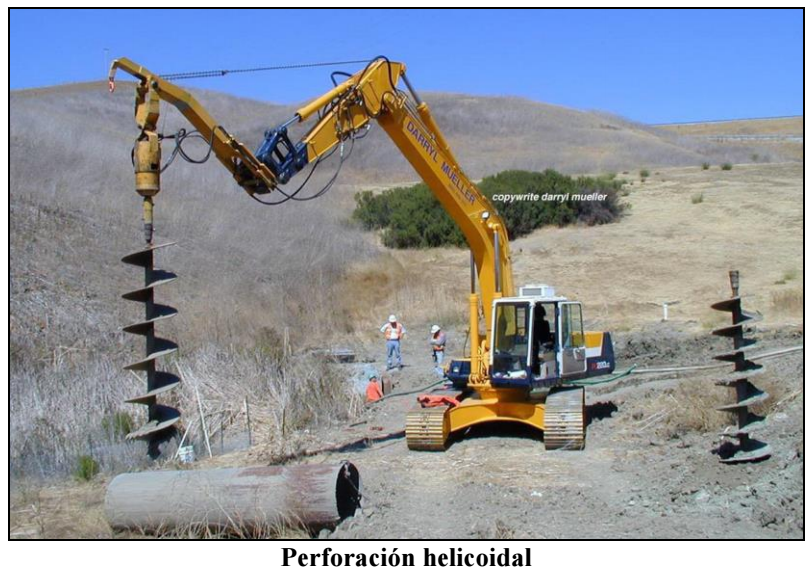 DARRYL MUELLER
copywrite darryl mueller
Perforación helicoidal